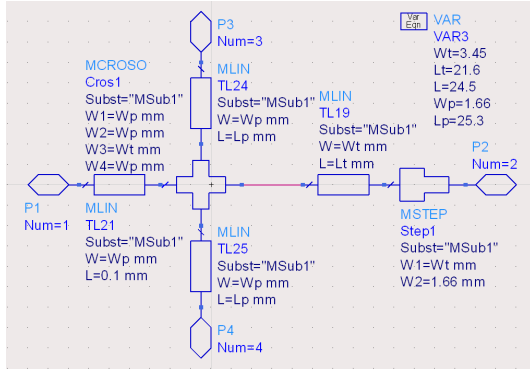 P3
Num=3
Var
Eqn
VAR
VAR3
Wt=3.45
Lt=21.6
L=24.5
Wp=1.66
Lp=25.3
MCROSO
Cros1
Subst="MSub1"
W1=Wp mm
W2=Wp mm
W3=Wt mm
W4=Wp mm
MLIN
TL24
Subst="MSub1"
W=Wp mm
L=Lp mm
MLIN
TL19
Subst="MSub1"
W=Wt mm
L=Lt mm
P2
Num=2
P1
Num=1
MLIN
TL21
Subst="MSub1"
W=Wp mm
L=0.1 mm
MLIN
TL25
Subst="MSub1"
W=Wp mm
L=Lp mm
MSTEP
Step1
Subst="MSub1"
W1=Wt mm
W2=1.66 mm
P4
Num=4